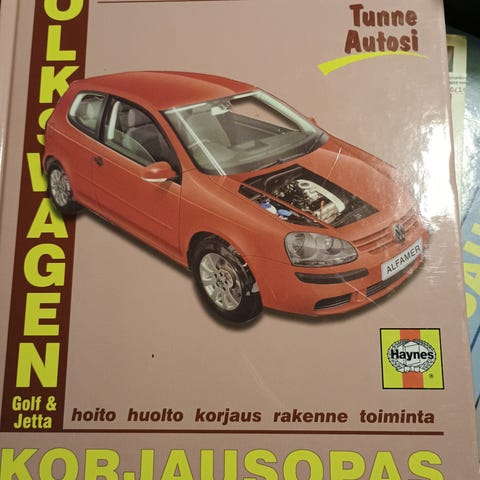 OLKSWAGEN
Golf &
Jetta
Tunne
Autosi
ALFAMER
Haynes
®
hoito huolto korjaus rakenne toiminta
KORJAUSOPAS